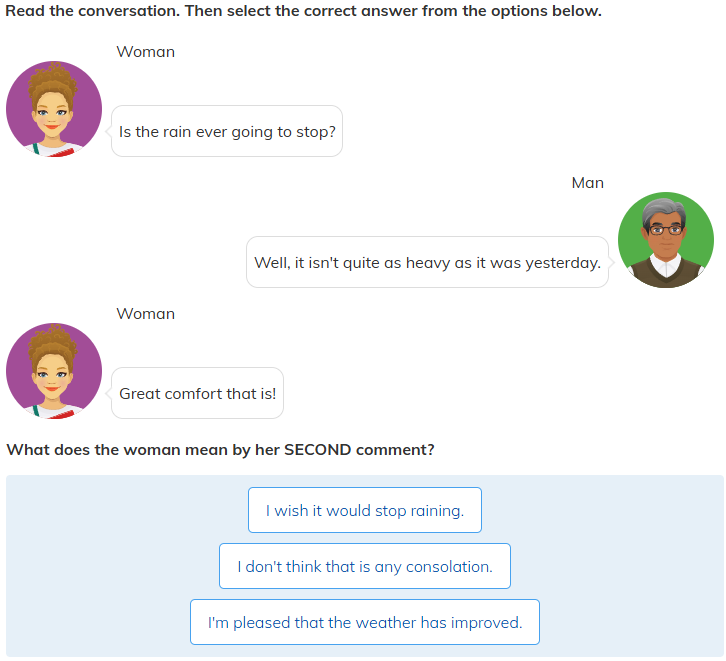 Read the conversation. Then select the correct answer from the options below.
Woman
Is the rain ever going to stop?
Man
Well, it isn't quite as heavy as it was yesterday.
Woman
Great comfort that is!
What does the woman mean by her SECOND comment?
I wish it would stop raining.
I don't think that is any consolation.
I'm pleased that the weather has improved.